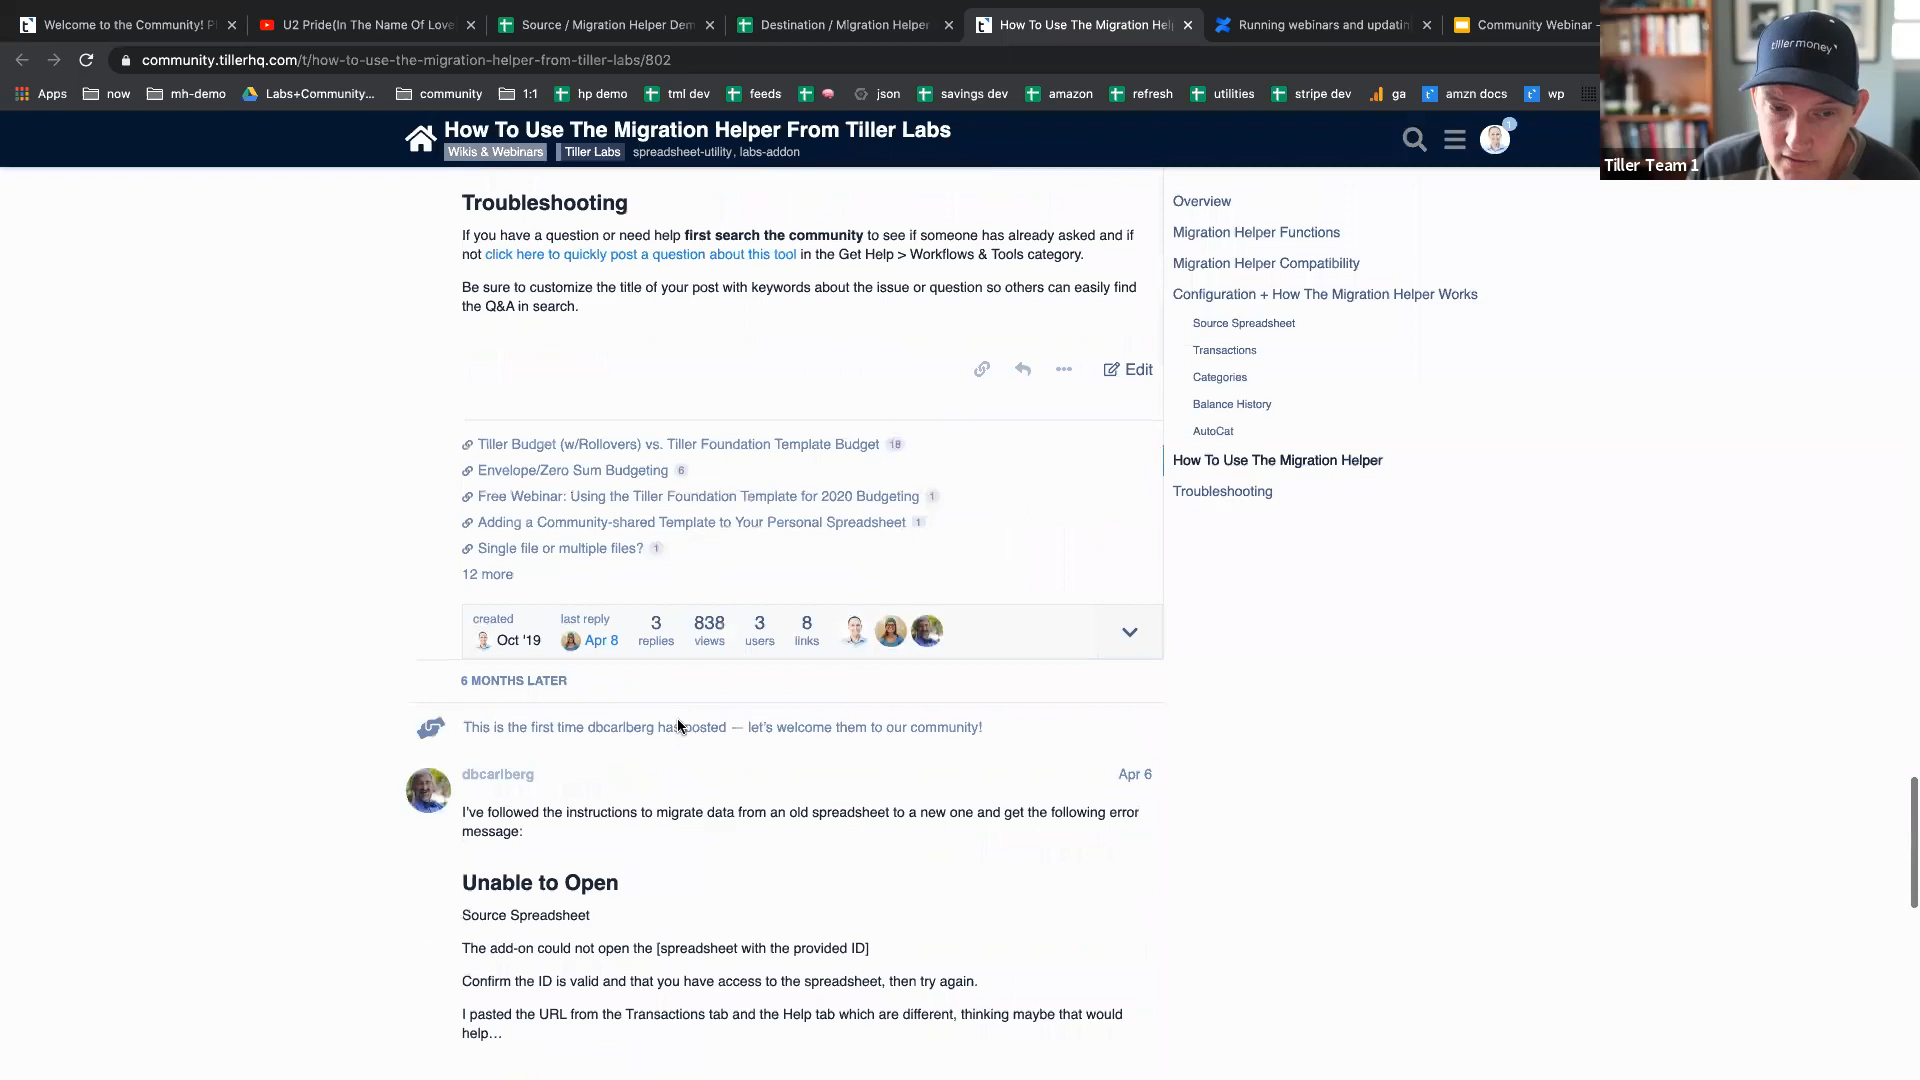 Welcome to the Community! P
U2 Pride(In The Name Of Love
Source / Migration Helper Dem
Destination / Migration Helper
How To Use The Migration Hel
Running webinars and updatin
Community Webinar -
community.tillerhq.com/t/how-to-use-the-migration-helper-from-tiller-labs/802
Apps now mh-demo Labs+Community... community 1:1 hp demo tml dev feeds json savings dev amazon refresh utilities stripe dev ga amzn docs wp
tillermoney
Tiller Team 1
How To Use The Migration Helper From Tiller Labs
Wikis & Webinars Tiller Labs spreadsheet-utility, labs-addon
1
Troubleshooting
If you have a question or need help first search the community to see if someone has already asked and if
not click here to quickly post a question about this tool in the Get Help > Workflows & Tools category.
Be sure to customize the title of your post with keywords about the issue or question so others can easily find
the Q&A in search.
Edit
Tiller Budget (w/Rollovers) vs. Tiller Foundation Template Budget 18
Envelope/Zero Sum Budgeting 6
Free Webinar: Using the Tiller Foundation Template for 2020 Budgeting 1
Adding a Community-shared Template to Your Personal Spreadsheet 1
Single file or multiple files? 1
12 more
created last reply 3 838 3 8
Oct '19 Apr 8 replies views users links
6 MONTHS LATER
This is the first time dbcarlberg has posted — let's welcome them to our community!
dbcarlberg Apr 6
I've followed the instructions to migrate data from an old spreadsheet to a new one and get the following error
message:
Unable to Open
Source Spreadsheet
The add-on could not open the [spreadsheet with the provided ID]
Confirm the ID is valid and that you have access to the spreadsheet, then try again.
I pasted the URL from the Transactions tab and the Help tab which are different, thinking maybe that would
help…
Overview
Migration Helper Functions
Migration Helper Compatibility
Configuration + How The Migration Helper Works
Source Spreadsheet
Transactions
Categories
Balance History
AutoCat
How To Use The Migration Helper
Troubleshooting